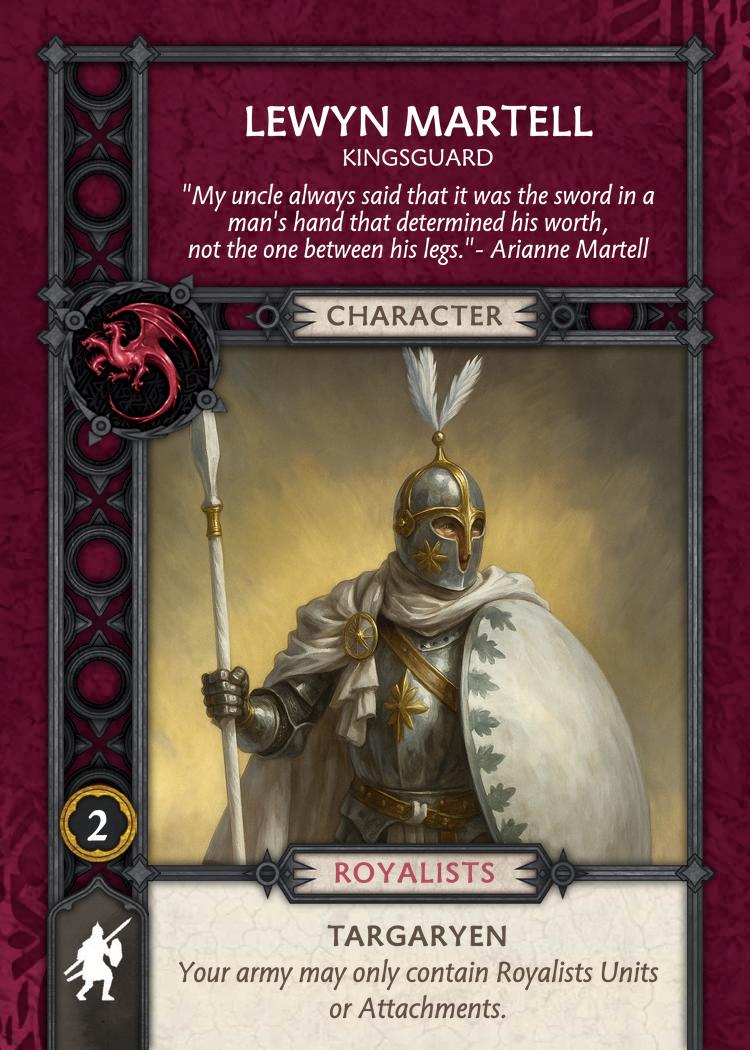 LEWYN MARTELL
KINGSGUARD
"My uncle always said that it was the sword in a
man's hand that determined his worth,
not the one between his legs."- Arianne Martell
CHARACTER
2
ROYALISTS
TARGARYEN
Your army may only contain Royalists Units
or Attachments.